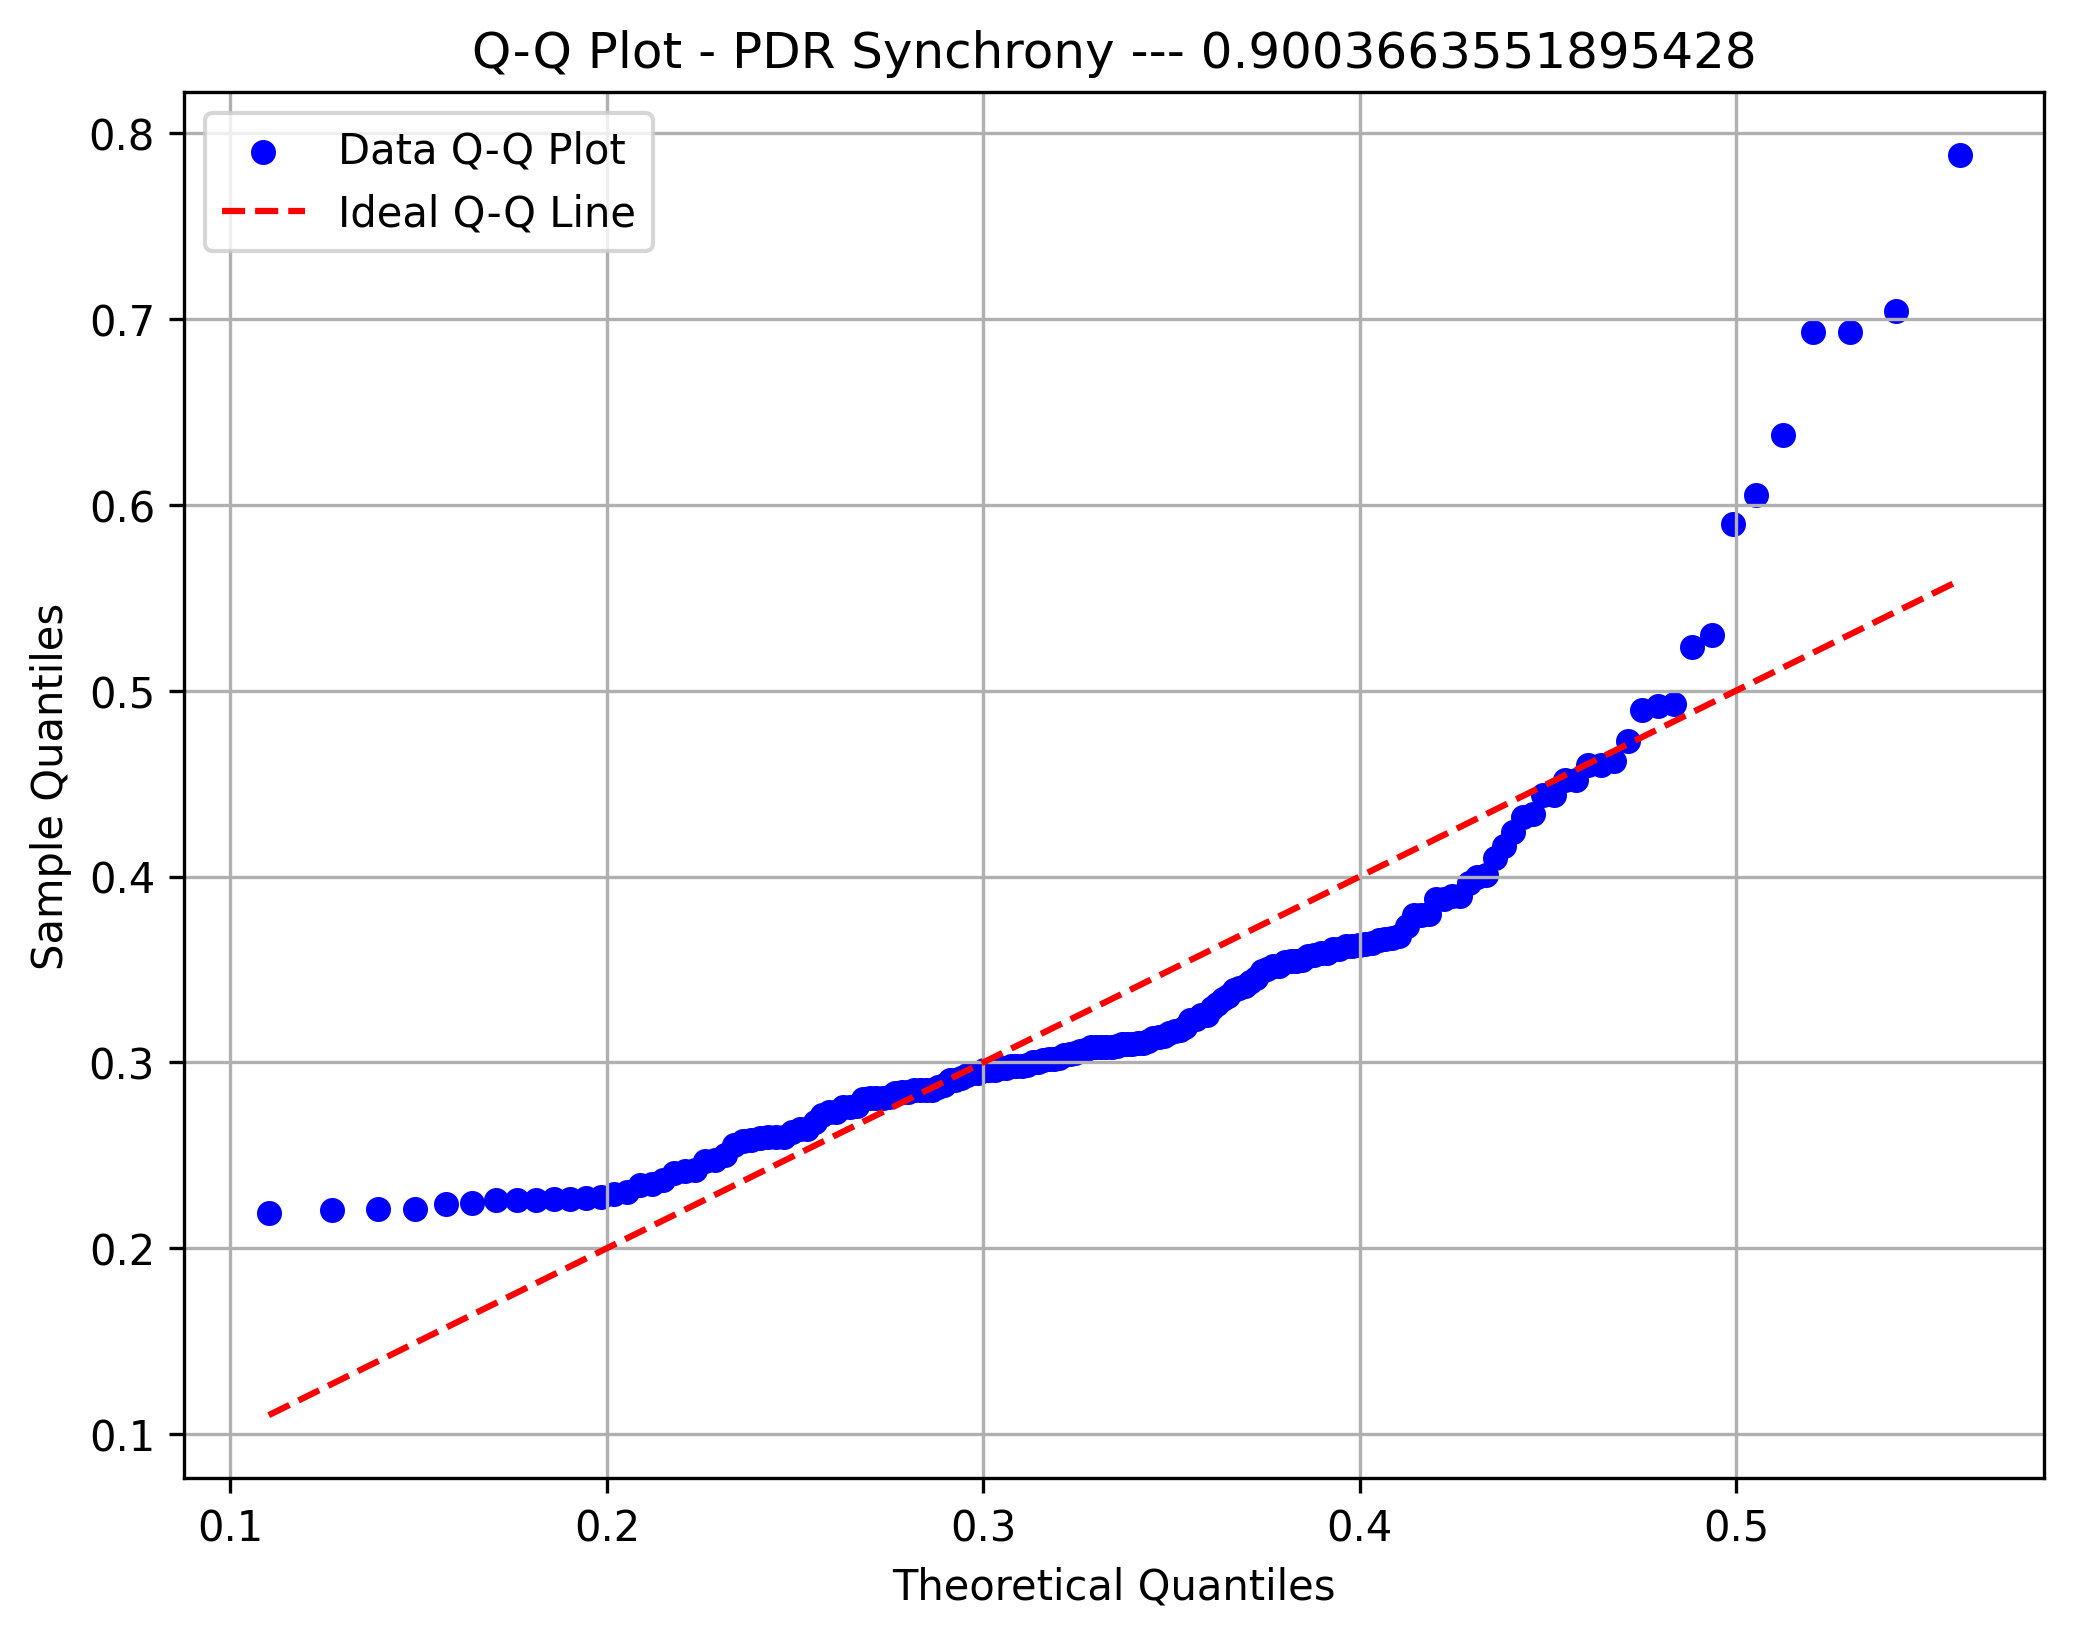 Q-Q Plot - PDR Synchrony --- 0.9003663551895428
Data Q-Q Plot
Ideal Q-Q Line
0.8
0.7
0.6
0.5
0.4
0.3
0.2
0.1
Sample Quantiles
0.1 0.2 0.3 0.4 0.5
Theoretical Quantiles